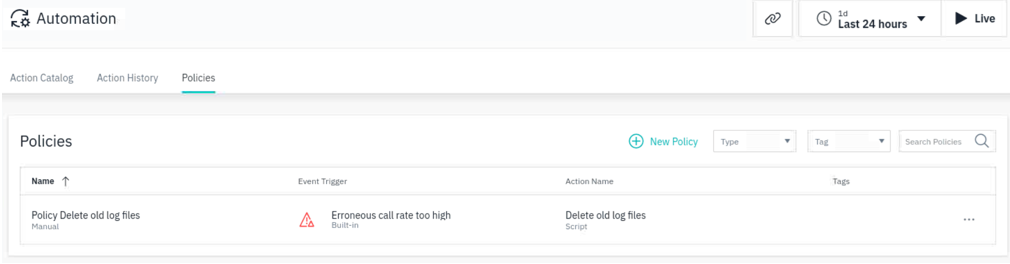 Automation
1d
Last 24 hours
Live
Action Catalog
Action History
Policies
Policies
New Policy
Type
Tag
Search Policies
Name
Event Trigger
Action Name
Tags
Policy Delete old log files
Manual
Erroneous call rate too high
Built-in
Delete old log files
Script